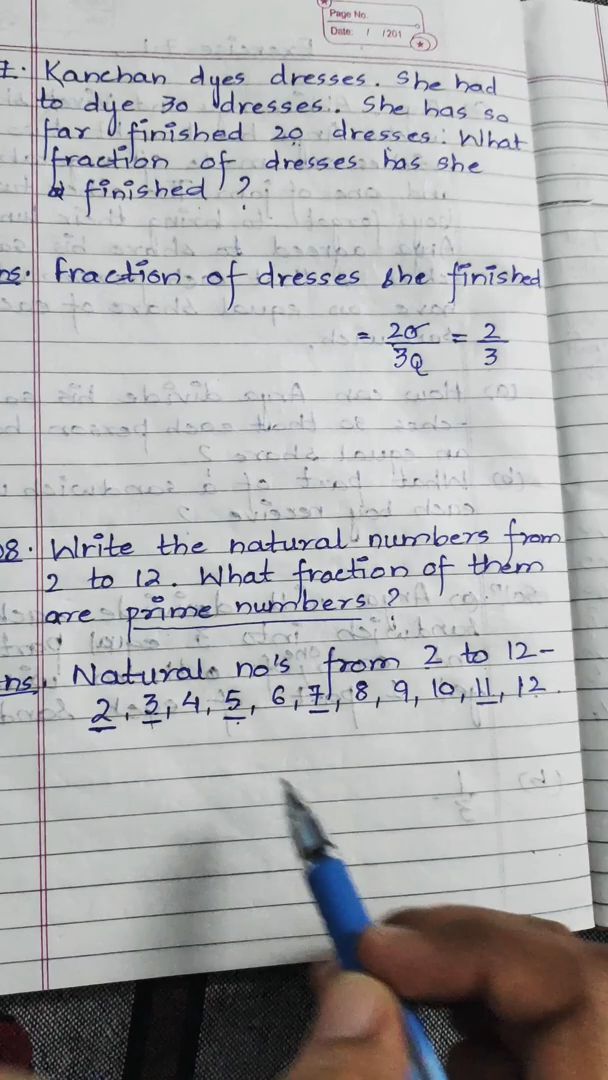 Page No.
Date: / /201
7. Kanchan dyes dresses. She had
to dye 30 dresses. She has so
far finished 20 dresses. What
fraction of dresses has she
finished ?
ns. Fraction of dresses she finished
= 20/30 = 2/3
08. Write the natural numbers from
2 to 12. What fraction of them
are prime numbers ?
ns. Natural no's from 2 to 12-
2, 3, 4, 5, 6, 7, 8, 9, 10, 11, 12.